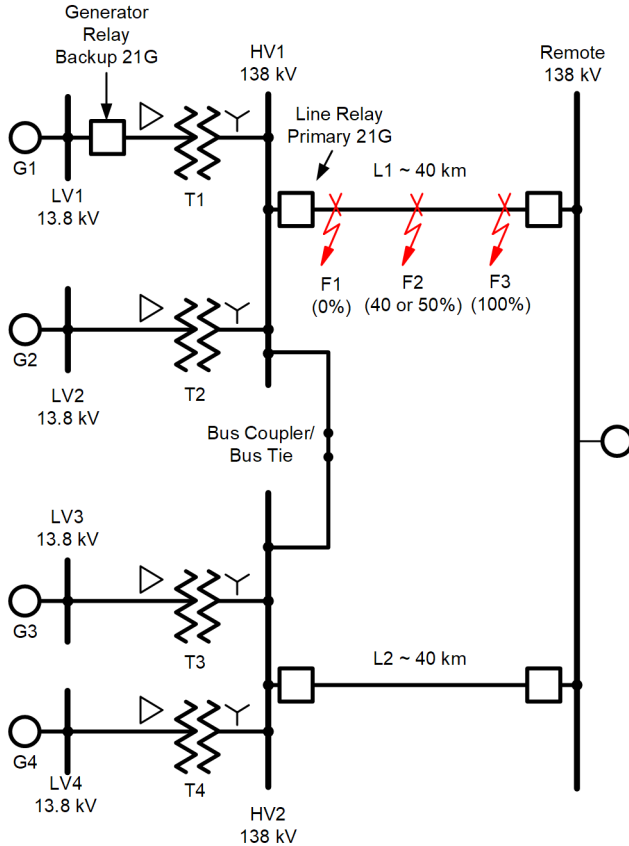 Generator
Relay
Backup 21G
HV1
138 kV
Remote
138 kV
Line Relay
Primary 21G
L1 ~ 40 km
G1
LV1
13.8 kV
T1
F1
(0%)
F2
(40 or 50%)
F3
(100%)
G2
LV2
13.8 kV
T2
Bus Coupler/
Bus Tie
LV3
13.8 kV
G3
T3
L2 ~ 40 km
G4
LV4
13.8 kV
T4
HV2
138 kV